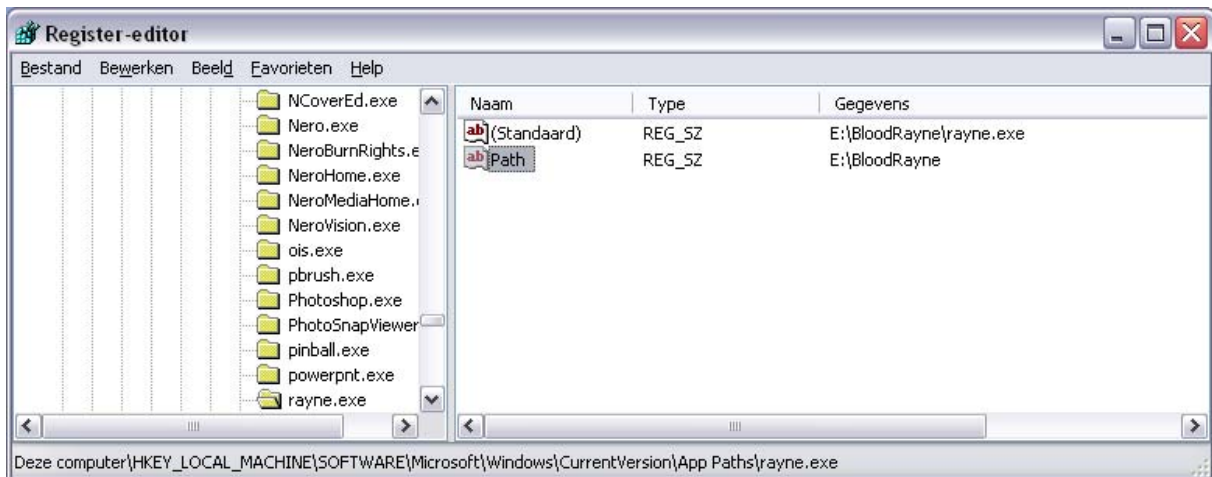 Register-editor
Bestand Bewerken Beeld Favorieten Help
NCoverEd.exe
Nero.exe
NeroBurnRights.e
NeroHome.exe
NeroMediaHome.
NeroVision.exe
ois.exe
pbrush.exe
Photoshop.exe
PhotoSnapViewer
pinball.exe
powerpnt.exe
rayne.exe
Naam Type Gegevens
ab (Standaard) REG_SZ E:\BloodRayne\rayne.exe
ab Path REG_SZ E:\BloodRayne
Deze computer\HKEY_LOCAL_MACHINE\SOFTWARE\Microsoft\Windows\CurrentVersion\App Paths\rayne.exe